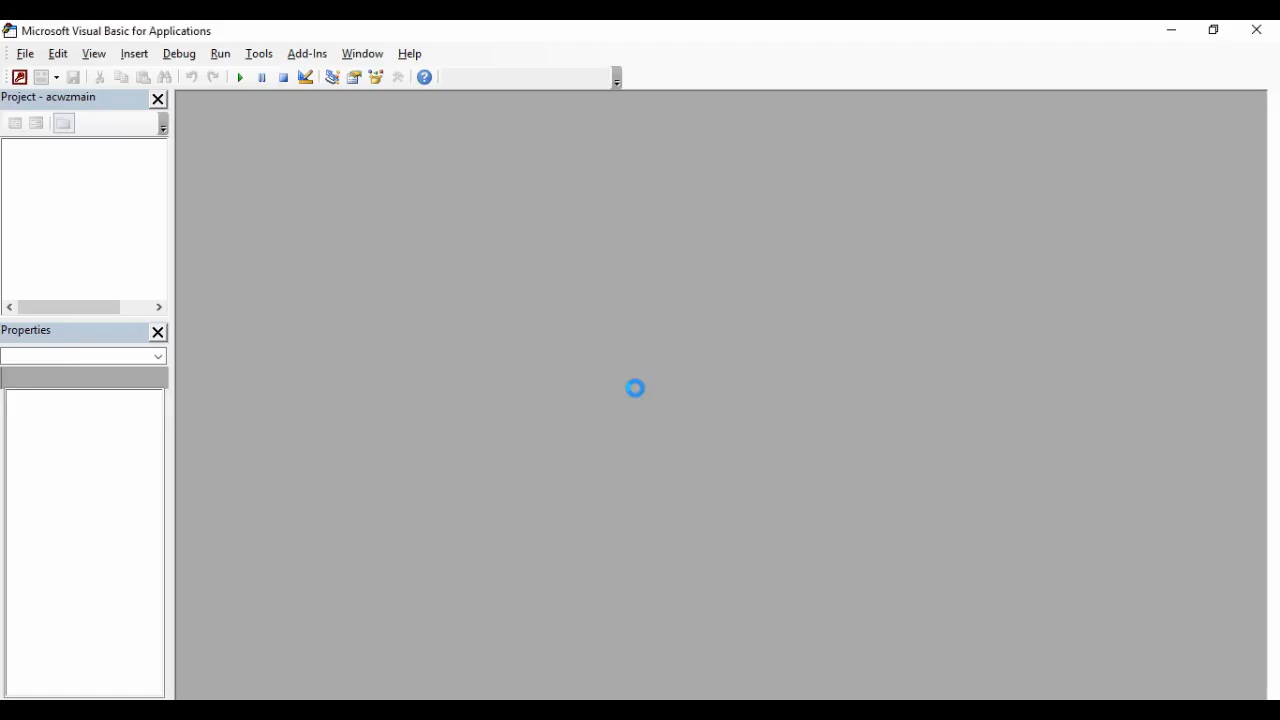 Microsoft Visual Basic for Applications
File Edit View Insert Debug Run Tools Add-Ins Window Help
Project - acwzmain
Properties